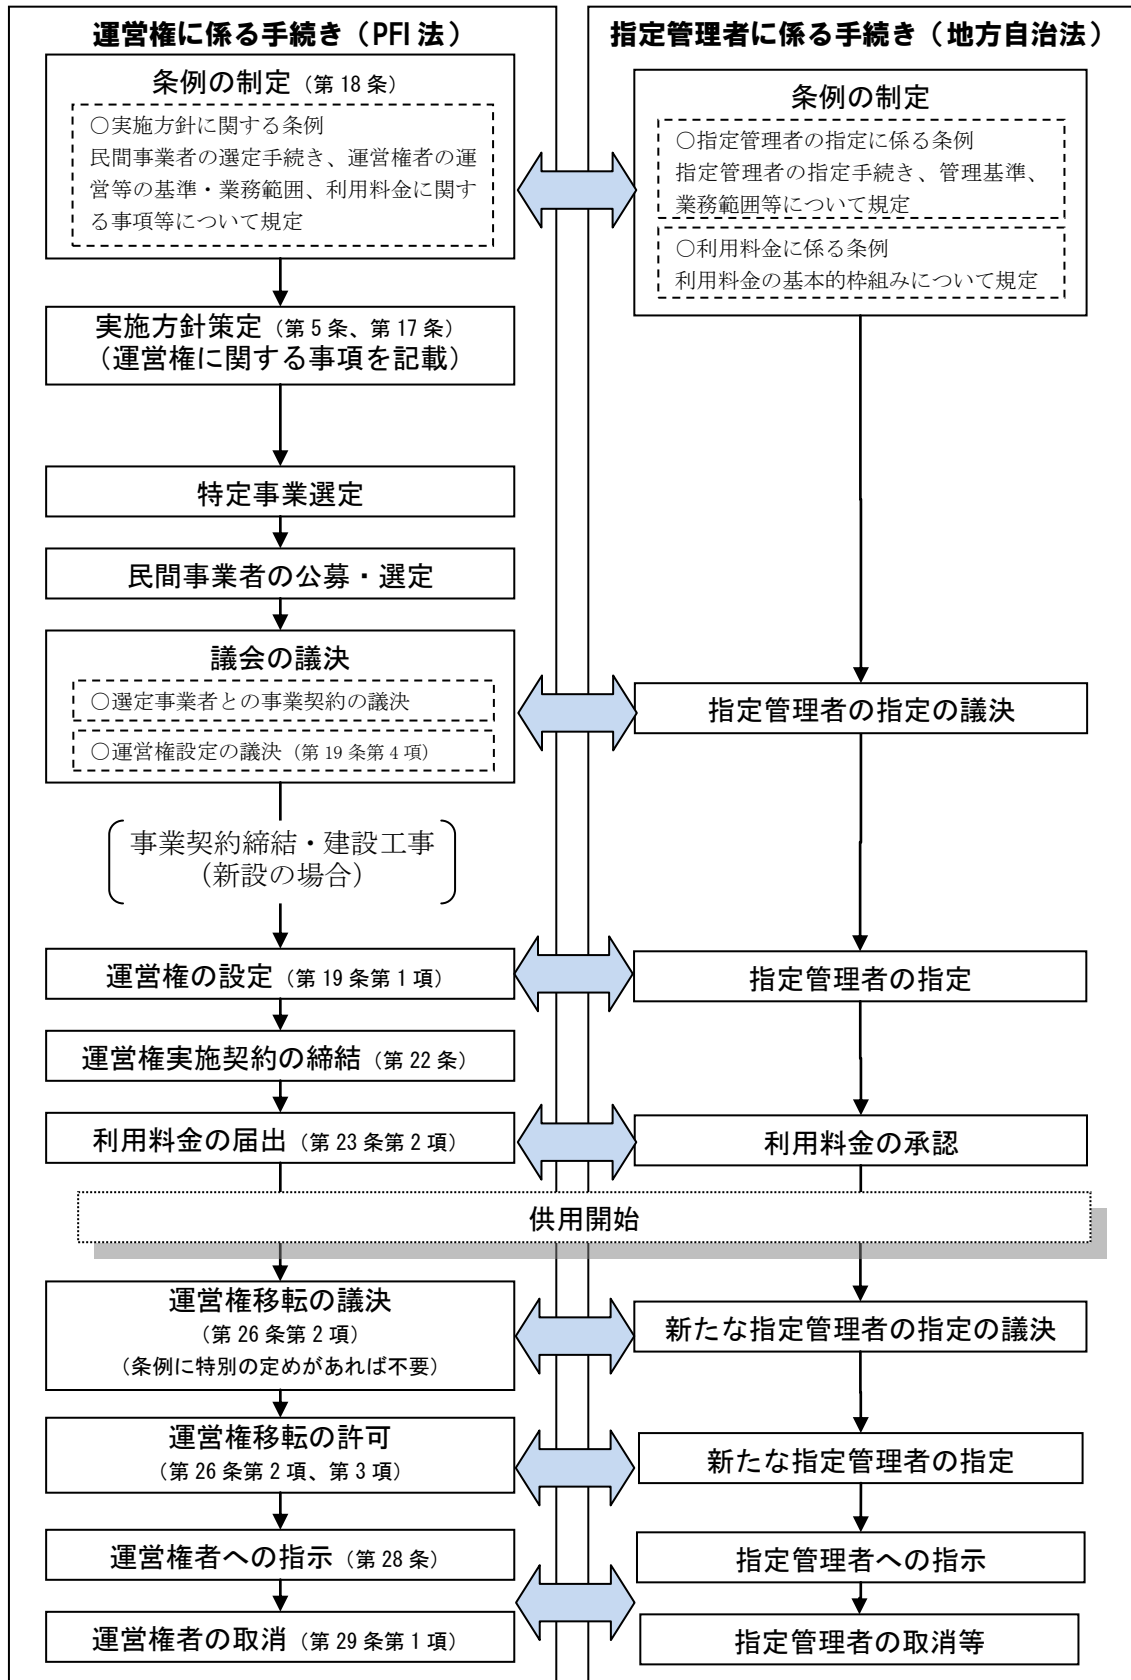 運営権に係る手続き（PFI法）
条例の制定（第18条）
○実施方針に関する条例
民間事業者の選定手続き、運営権者の運
営等の基準・業務範囲、利用料金に関す
る事項等について規定
実施方針策定（第5条、第17条）
（運営権に関する事項を記載）
特定事業選定
民間事業者の公募・選定
議会の議決
○選定事業者との事業契約の議決
○運営権設定の議決（第19条第4項）
事業契約締結・建設工事
（新設の場合）
運営権の設定（第19条第1項）
運営権実施契約の締結（第22条）
利用料金の届出（第23条第2項）
指定管理者に係る手続き（地方自治法）
条例の制定
○指定管理者の指定に係る条例
指定管理者の指定手続き、管理基準、
業務範囲等について規定
○利用料金に係る条例
利用料金の基本的枠組みについて規定
指定管理者の指定の議決
指定管理者の指定
利用料金の承認
供用開始
運営権移転の議決
（第26条第2項）
（条例に特別の定めがあれば不要）
運営権移転の許可
（第26条第2項、第3項）
運営権者への指示（第28条）
運営権者の取消（第29条第1項）
新たな指定管理者の指定の議決
新たな指定管理者の指定
指定管理者への指示
指定管理者の取消等